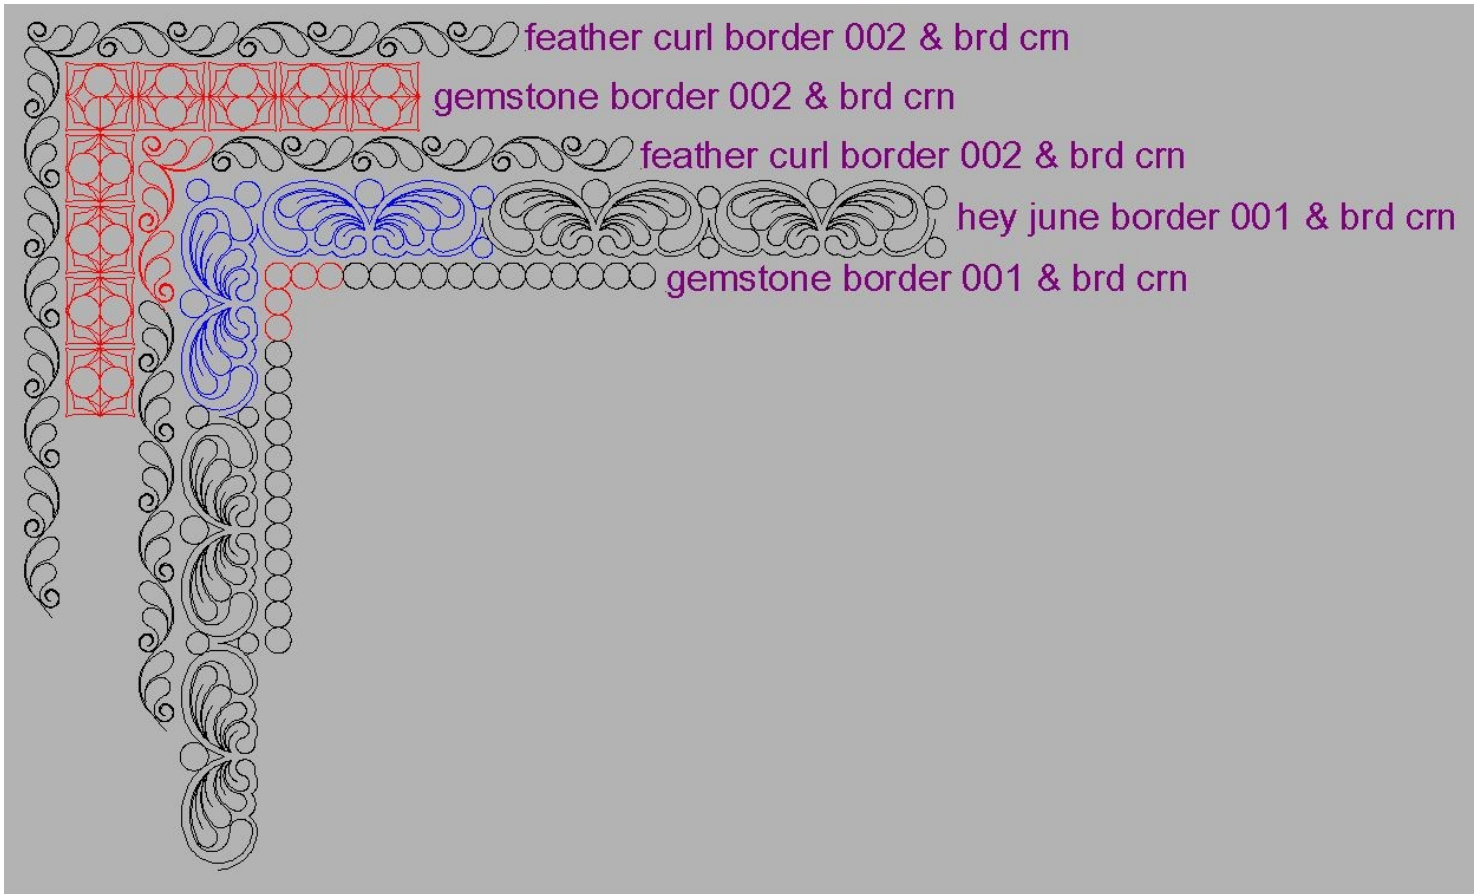 feather curl border 002 & brd crn
gemstone border 002 & brd crn
feather curl border 002 & brd crn
hey june border 001 & brd crn
gemstone border 001 & brd crn